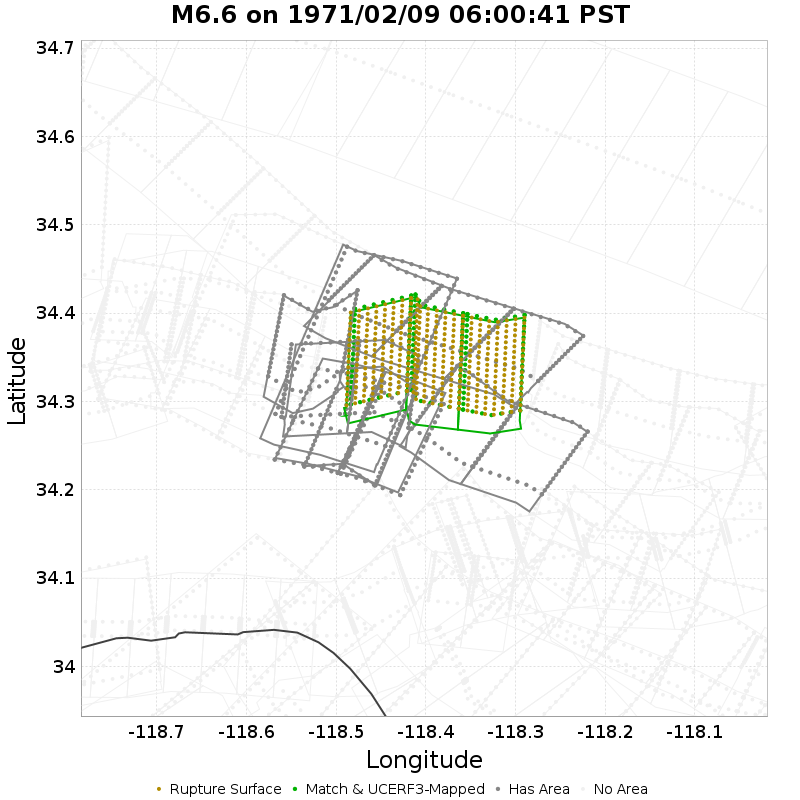 M6.6 on 1971/02/09 06:00:41 PST
34.7
34.6
34.5
34.4
34.3
34.2
34.1
34
Latitude
-118.7 -118.6 -118.5 -118.4 -118.3 -118.2 -118.1
Longitude
Rupture Surface Match & UCERF3-Mapped Has Area No Area